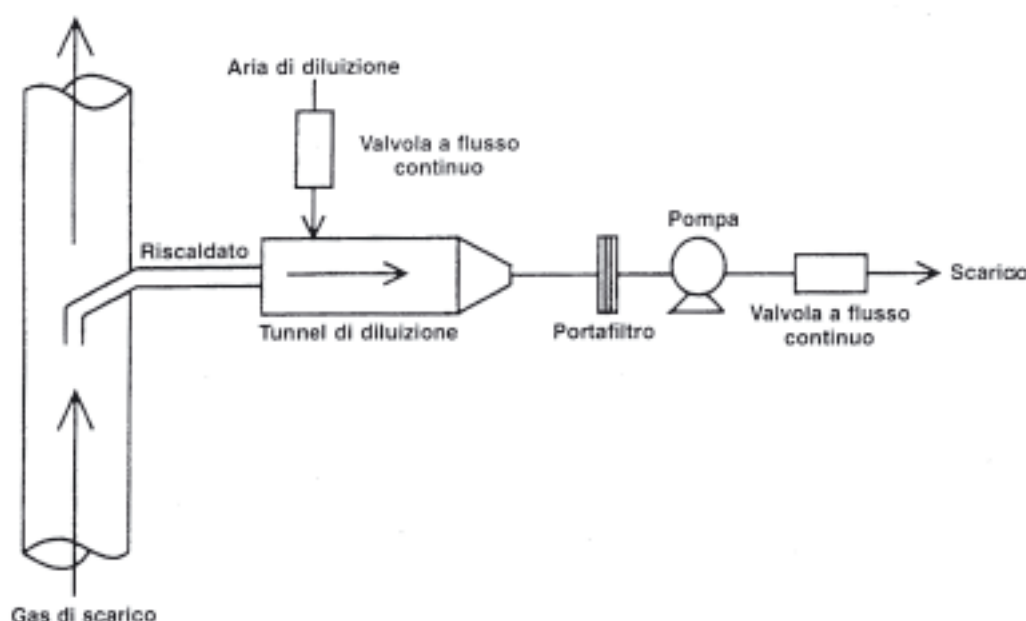 Aria di diluizione
Valvola a flusso
continuo
Riscaldato
Tunnel di diluizione
Portafiltro
Pompa
Valvola a flusso
continuo
Scarico
Gas di scarico